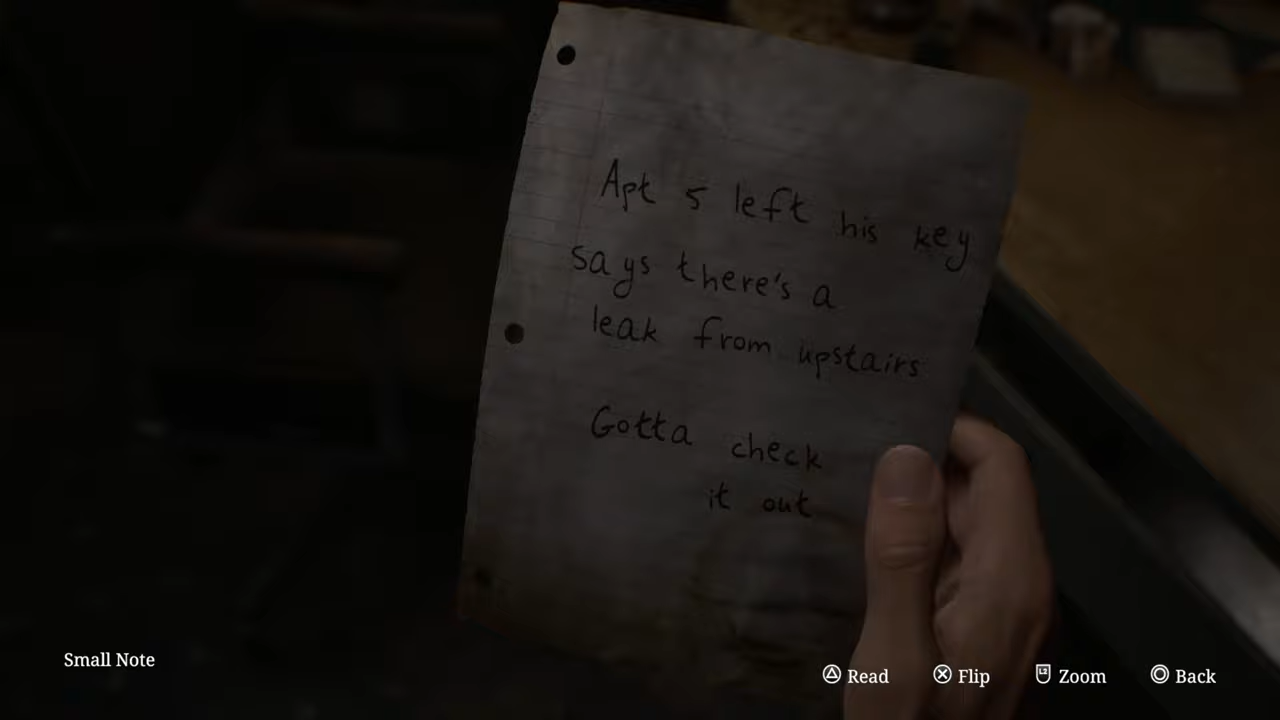 Apt 5 left his key
says there's a
leak from upstairs
Gotta check
it out
Small Note
Read
Flip
L2
Zoom
Back